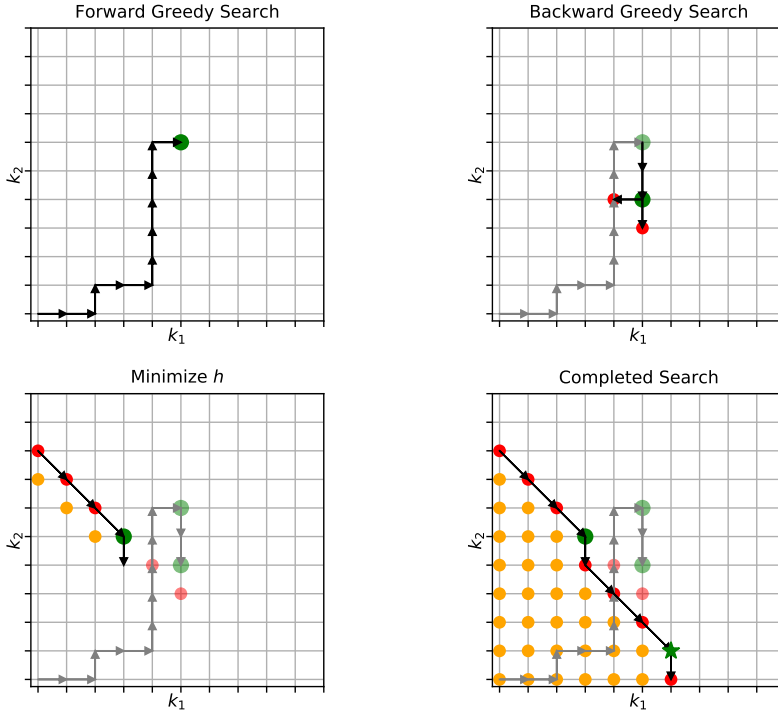 Forward Greedy Search
k₂
k₁
Backward Greedy Search
k₂
k₁
Minimize h
k₂
k₁
Completed Search
k₂
k₁